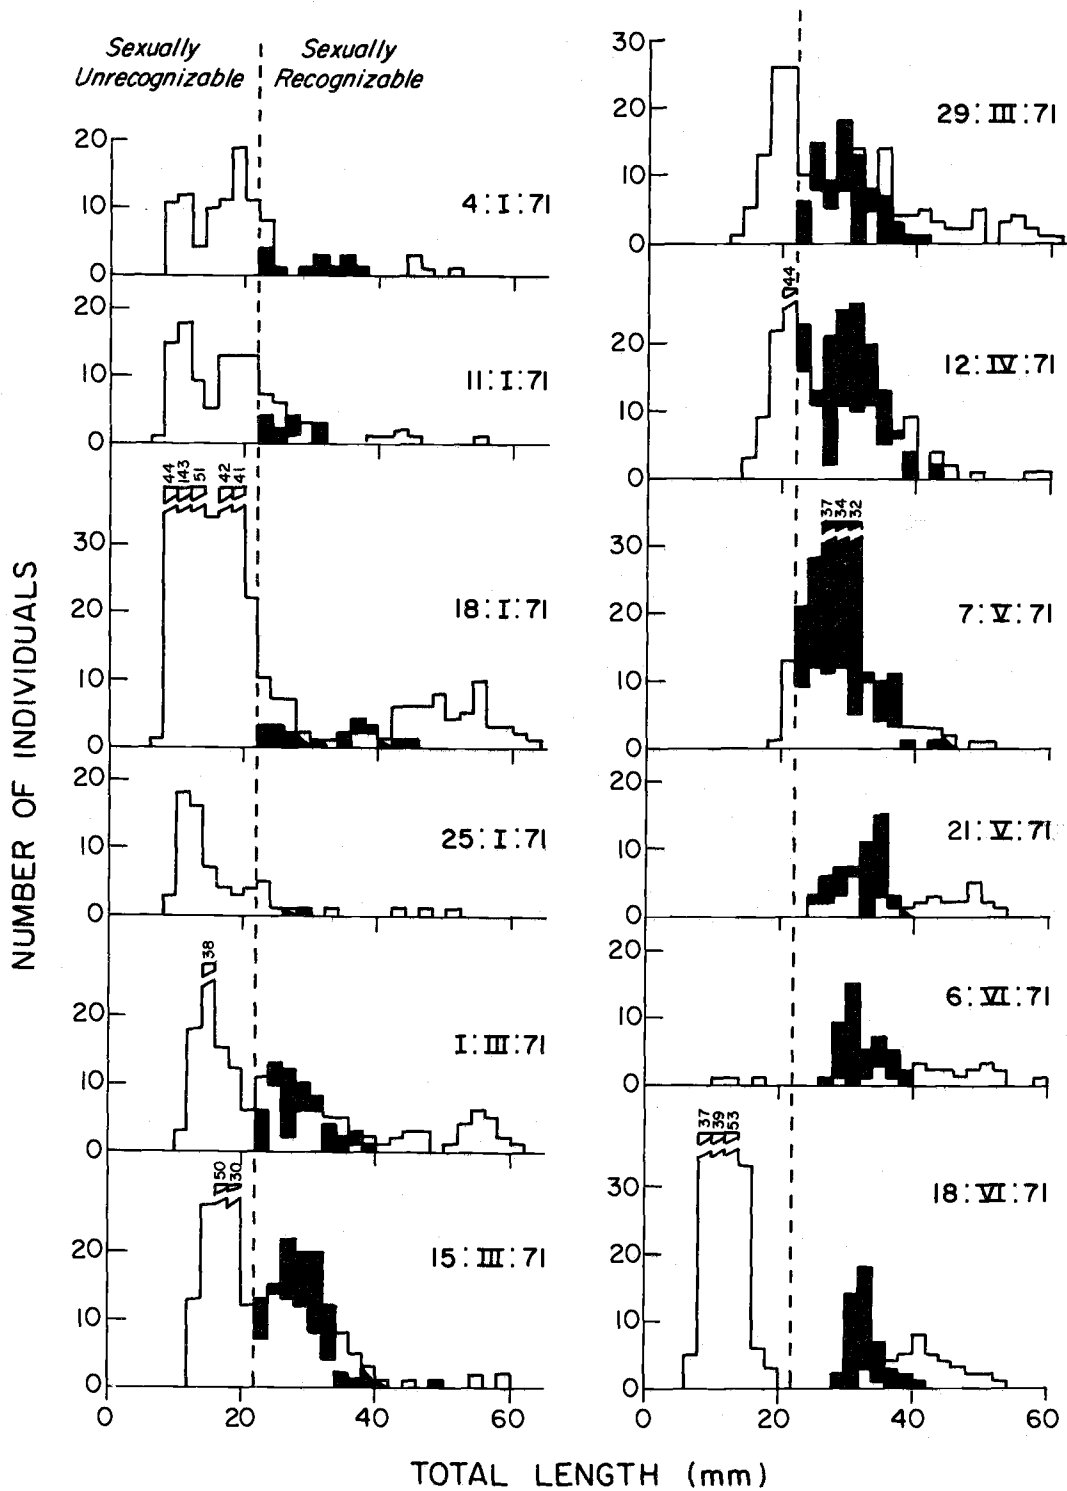 Sexually
Unrecognizable
Sexually
Recognizable
20
10
0
4:I:71
20
10
0
11:I:71
44
143
51
42
41
30
20
10
0
18:I:71
20
10
0
25:I:71
38
20
10
0
I:III:71
50
30
20
10
0
15:III:71
0 20 40 60
30
20
10
0
29:III:71
44
20
10
0
12:IV:71
37
34
32
30
20
10
0
7:V:71
20
10
0
21:V:71
20
10
0
6:VI:71
37
39
53
30
20
10
0
18:VI:71
0 20 40 60
NUMBER OF INDIVIDUALS
TOTAL LENGTH (mm)